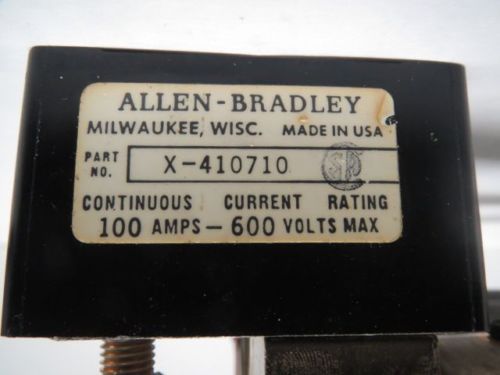 ALLEN-BRADLEY
MILWAUKEE, WISC. MADE IN USA
PART NO. X-410710
CONTINUOUS CURRENT RATING
100 AMPS - 600 VOLTS MAX